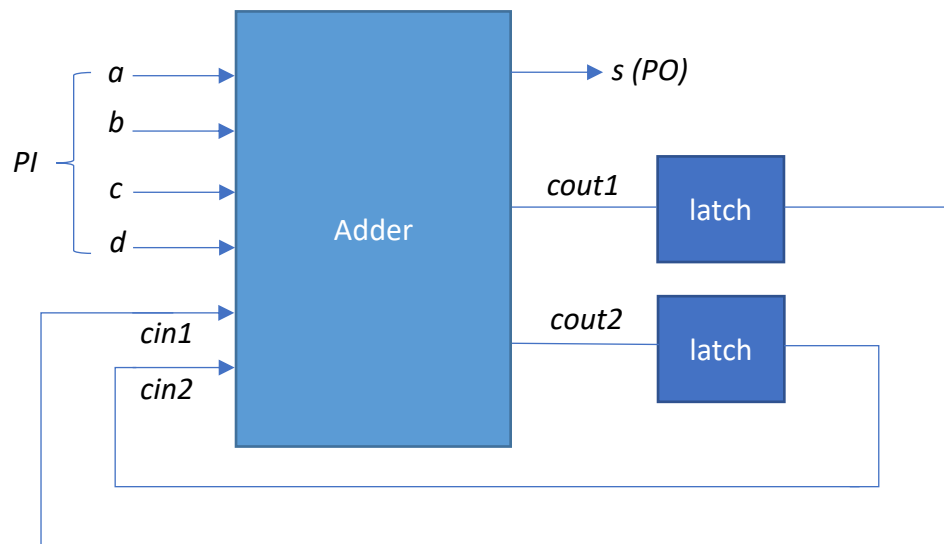 a
s (PO)
b
PI
cout1
latch
c
Adder
d
cin1
cout2
latch
cin2